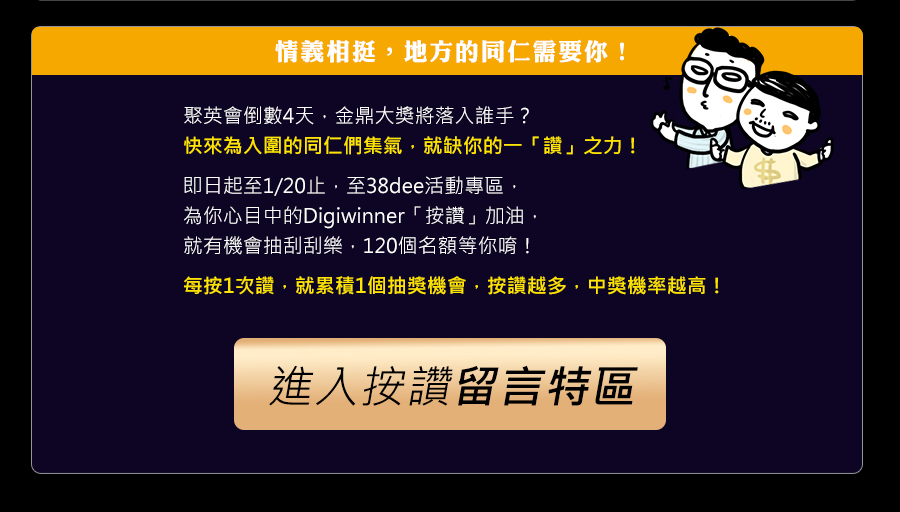 情義相挺，地方的同仁需要你！
聚英會倒數4天，金鼎大獎將落入誰手？
快來為入圍的同仁們集氣，就缺你的一「讚」之力！
即日起至1/20止，至38dee活動專區，
為你心目中的Digiwinner「按讚」加油，
就有機會抽刮刮樂，120個名額等你唷！
每按1次讚，就累積1個抽獎機會，按讚越多，中獎機率越高！
進入按讚留言特區